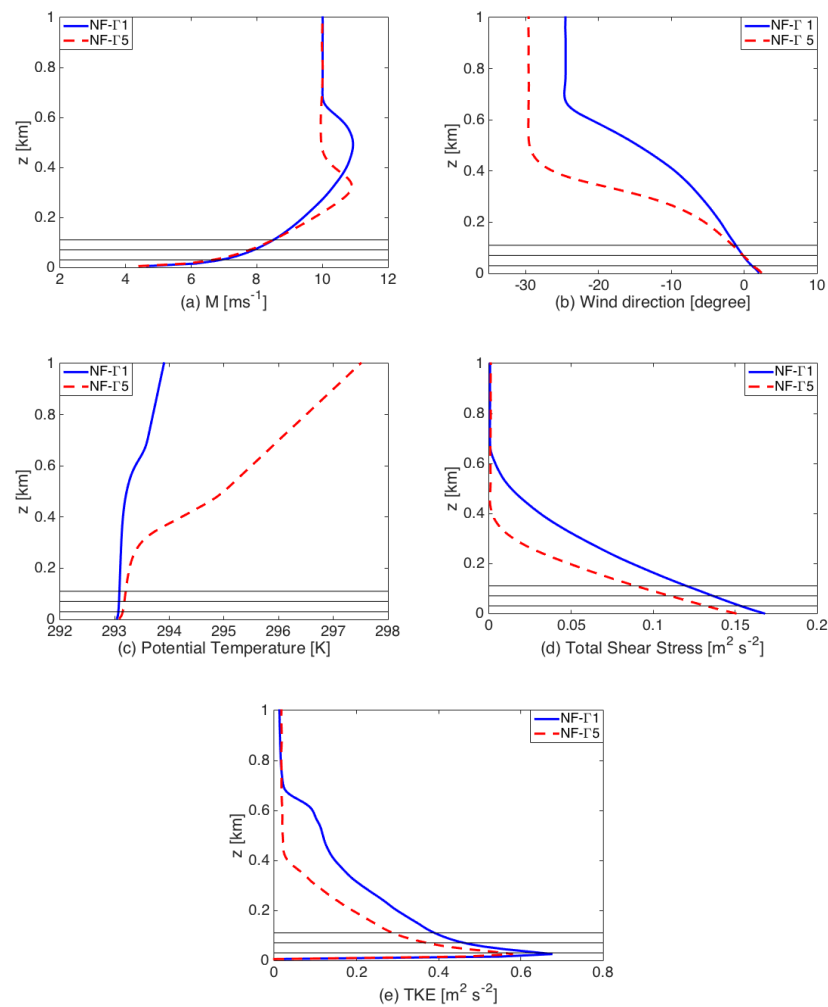 NF-Γ1
NF-Γ5
1
0.8
0.6
0.4
0.2
0
z [km]
2 4 6 8 10 12
(a) M [ms⁻¹]
NF-Γ 1
NF-Γ 5
1
0.8
0.6
0.4
0.2
0
z [km]
-30 -20 -10 0 10
(b) Wind direction [degree]
NF-Γ1
NF-Γ5
1
0.8
0.6
0.4
0.2
0
z [km]
292 293 294 295 296 297 298
(c) Potential Temperature [K]
NF-Γ1
NF-Γ5
1
0.8
0.6
0.4
0.2
0
z [km]
0 0.05 0.1 0.15 0.2
(d) Total Shear Stress [m² s⁻²]
NF-Γ1
NF-Γ5
1
0.8
0.6
0.4
0.2
0
z [km]
0 0.2 0.4 0.6 0.8
(e) TKE [m² s⁻²]